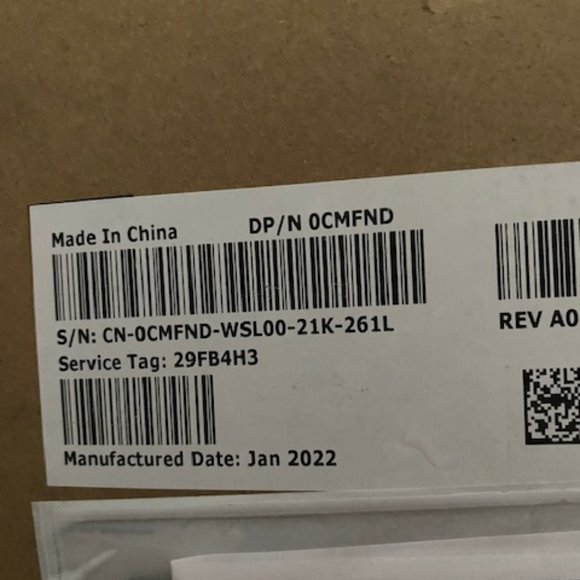 Made In China DP/N 0CMFND
S/N: CN-0CMFND-WSL00-21K-261L
REV A0
Service Tag: 29FB4H3
Manufactured Date: Jan 2022